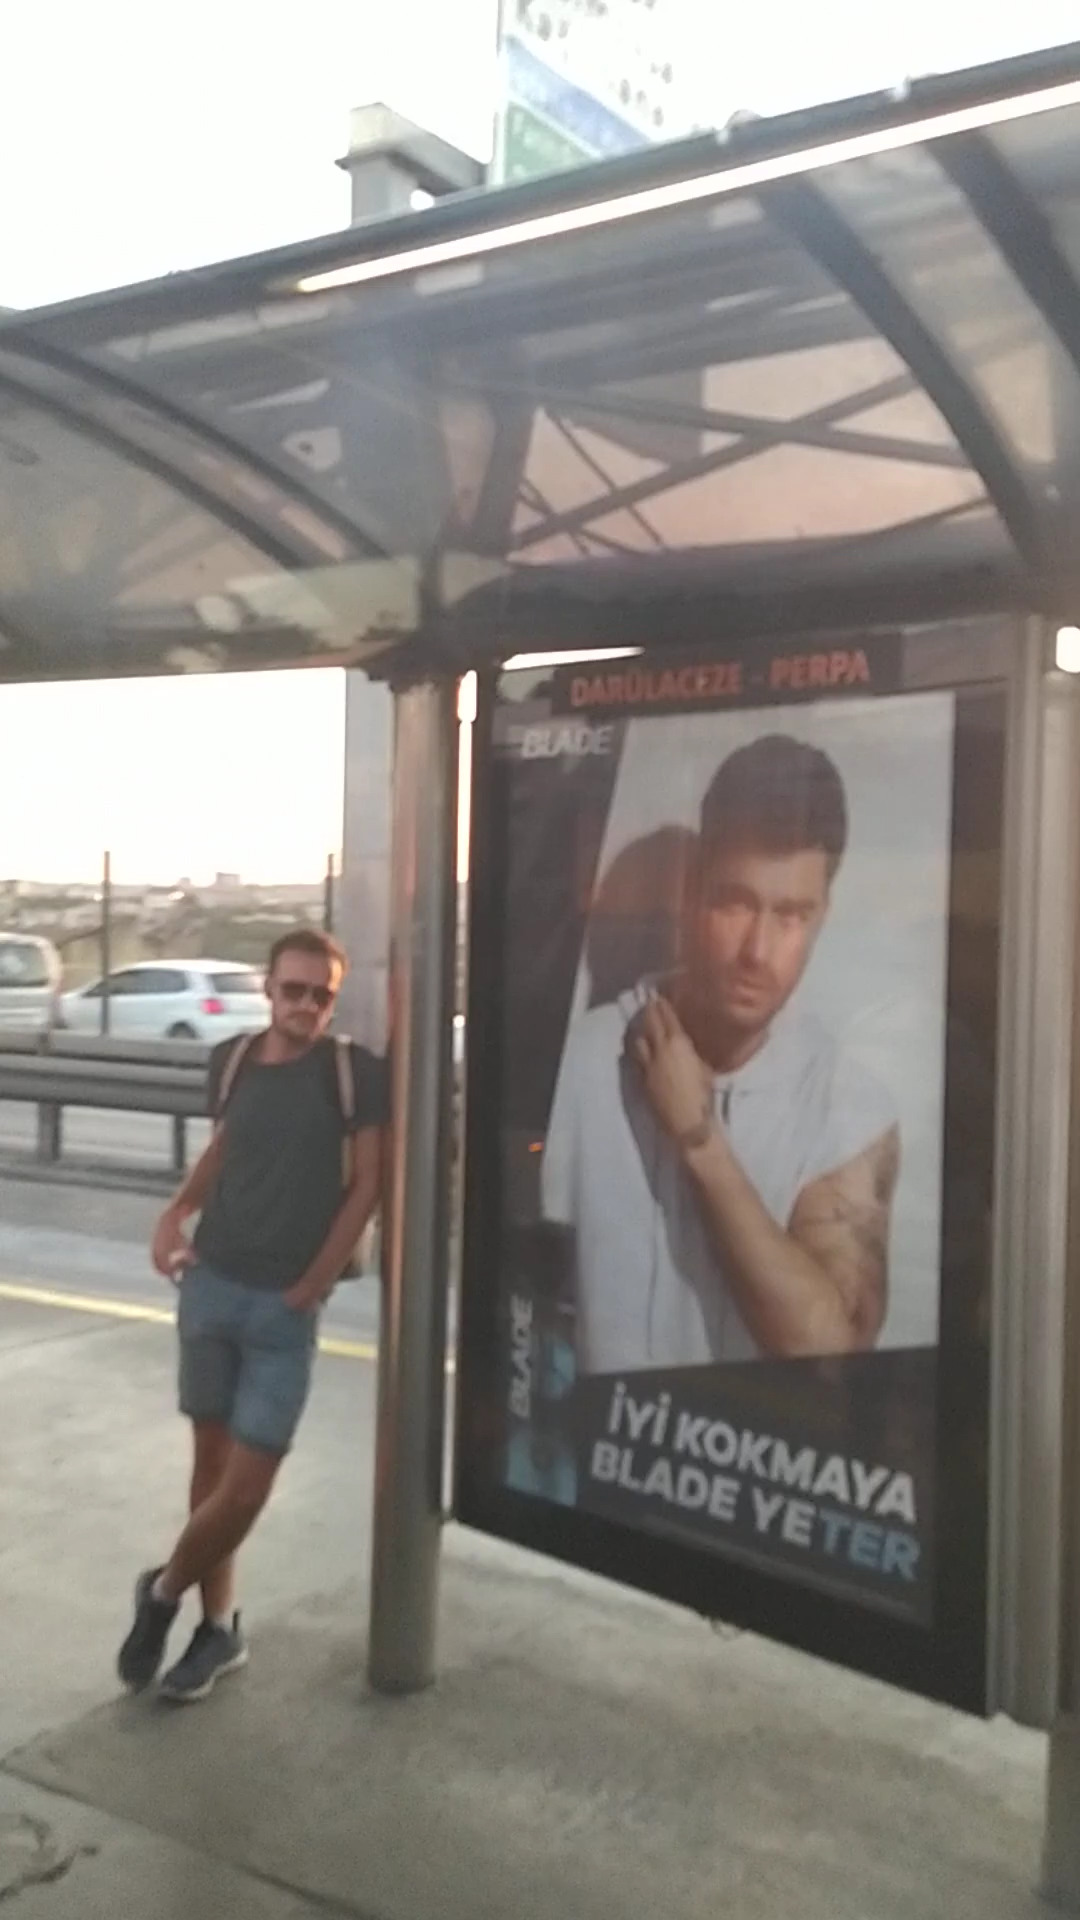 DARÜLACEZE - PERPA
BLADE
BLADE
İYİ KOKMAYA
BLADE YETER